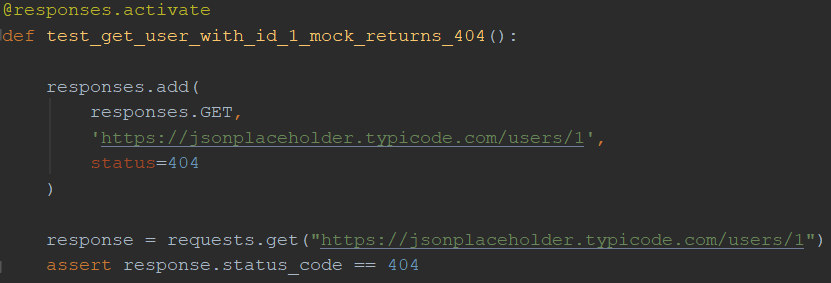 @responses.activate
def test_get_user_with_id_1_mock_returns_404():
responses.add(
responses.GET,
'https://jsonplaceholder.typicode.com/users/1',
status=404
)
response = requests.get("https://jsonplaceholder.typicode.com/users/1")
assert response.status_code == 404